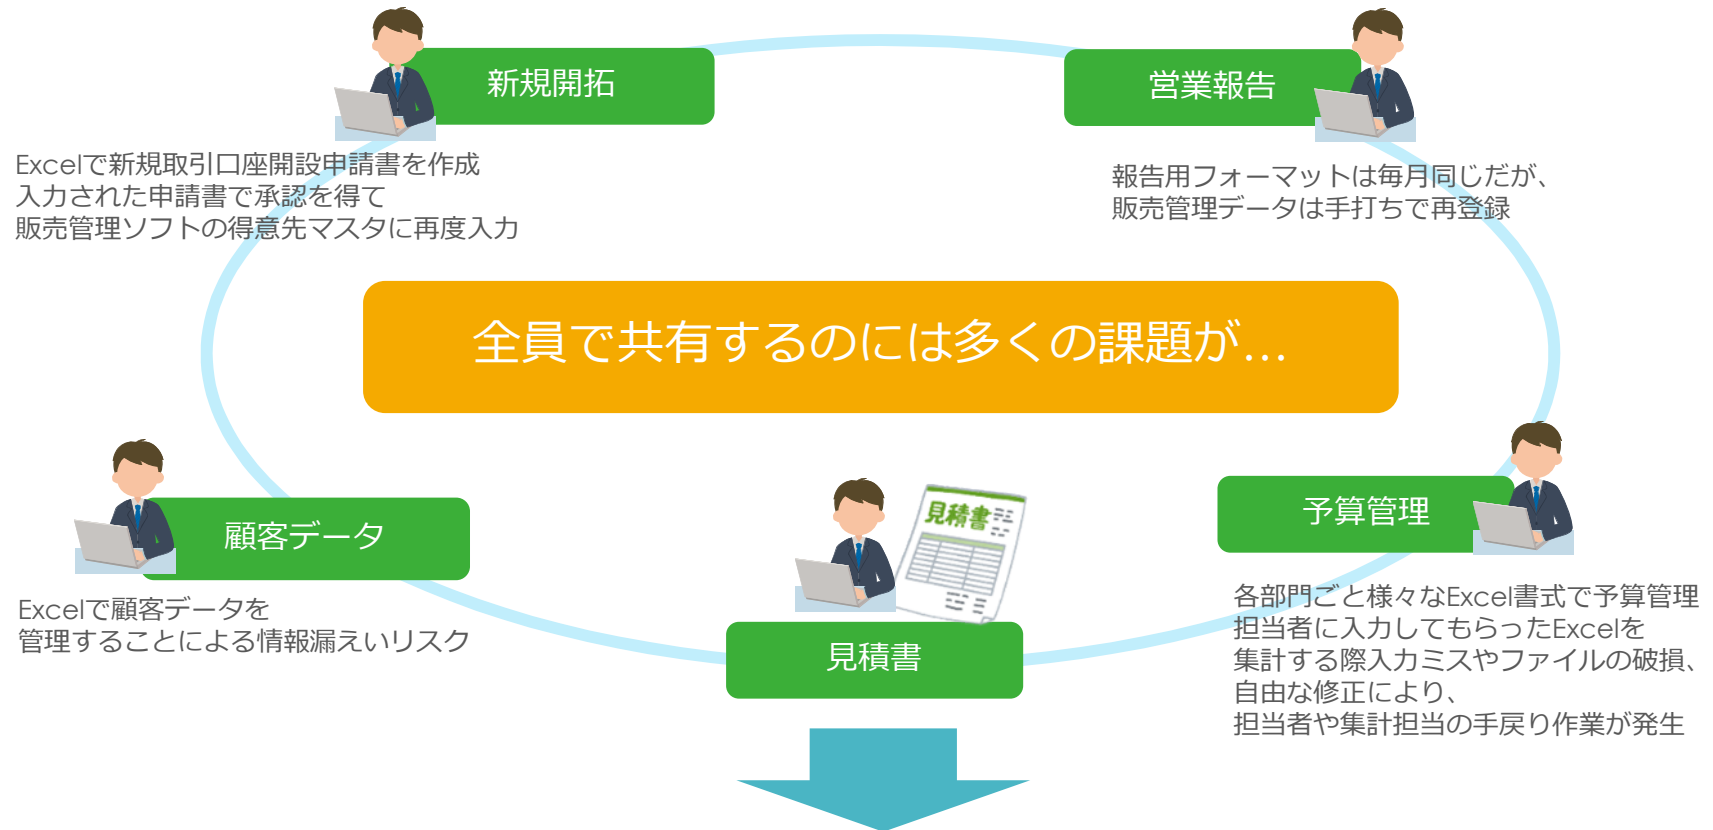 新規開拓
Excelで新規取引口座開設申請書を作成
入力された申請書で承認を得て
販売管理ソフトの得意先マスタに再度入力
営業報告
報告用フォーマットは毎月同じだが、
販売管理データは手打ちで再登録
全員で共有するのには多くの課題が…
顧客データ
Excelで顧客データを
管理することによる情報漏えいリスク
見積書
見積書
予算管理
各部門ごと様々なExcel書式で予算管理
担当者に入力してもらったExcelを
集計する際入力ミスやファイルの破損、
自由な修正により、
担当者や集計担当の手戻り作業が発生